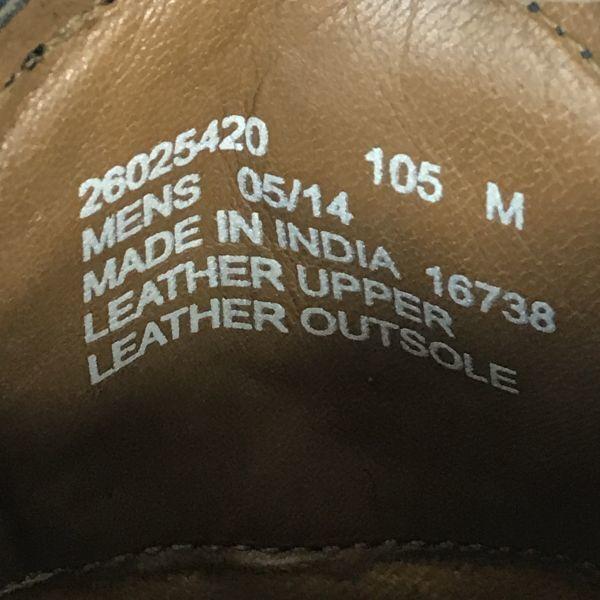 26025420 105 M
MENS 05/14
MADE IN INDIA 16738
LEATHER UPPER
LEATHER OUTSOLE